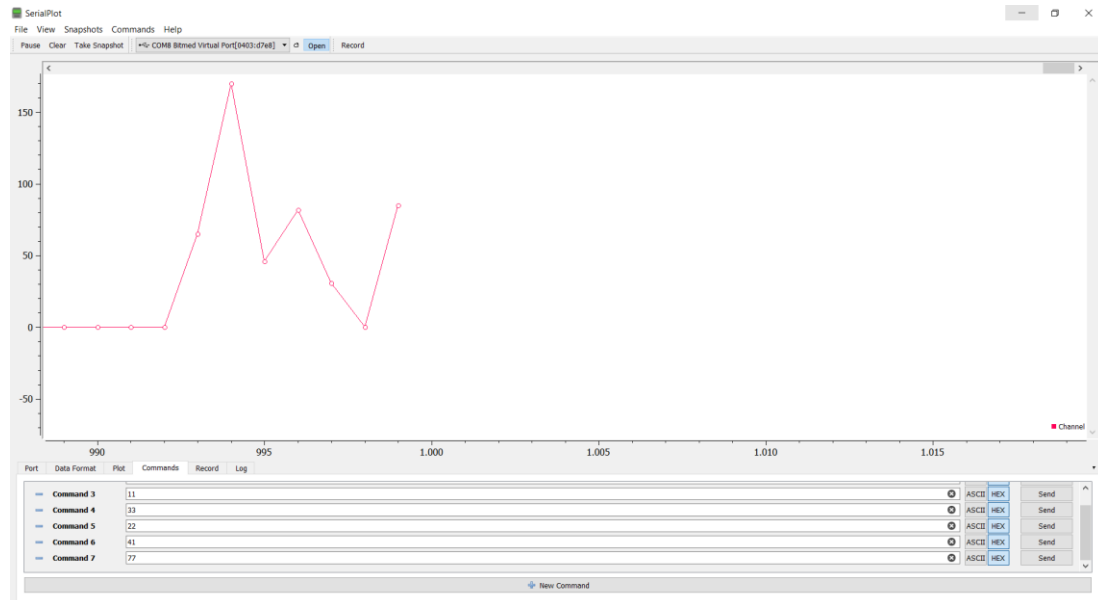 SerialPlot
File View Snapshots Commands Help
Pause Clear Take Snapshot COM8 Bitmed Virtual Port[0403:d7e8] Open Record
150
100
50
0
-50
Channel
990 995 1.000 1.005 1.010 1.015
Port Data Format Plot Commands Record Log
Command 3 11 ASCII HEX Send
Command 4 33 ASCII HEX Send
Command 5 22 ASCII HEX Send
Command 6 41 ASCII HEX Send
Command 7 77 ASCII HEX Send
New Command